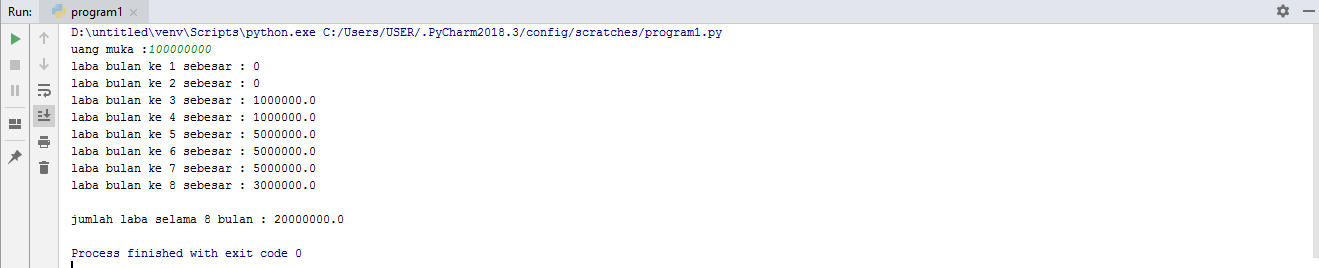 Run: program1
D:\untitled\venv\Scripts\python.exe C:/Users/USER/.PyCharm2018.3/config/scratches/program1.py
uang muka :100000000
laba bulan ke 1 sebesar : 0
laba bulan ke 2 sebesar : 0
laba bulan ke 3 sebesar : 1000000.0
laba bulan ke 4 sebesar : 1000000.0
laba bulan ke 5 sebesar : 5000000.0
laba bulan ke 6 sebesar : 5000000.0
laba bulan ke 7 sebesar : 5000000.0
laba bulan ke 8 sebesar : 3000000.0
jumlah laba selama 8 bulan : 20000000.0
Process finished with exit code 0